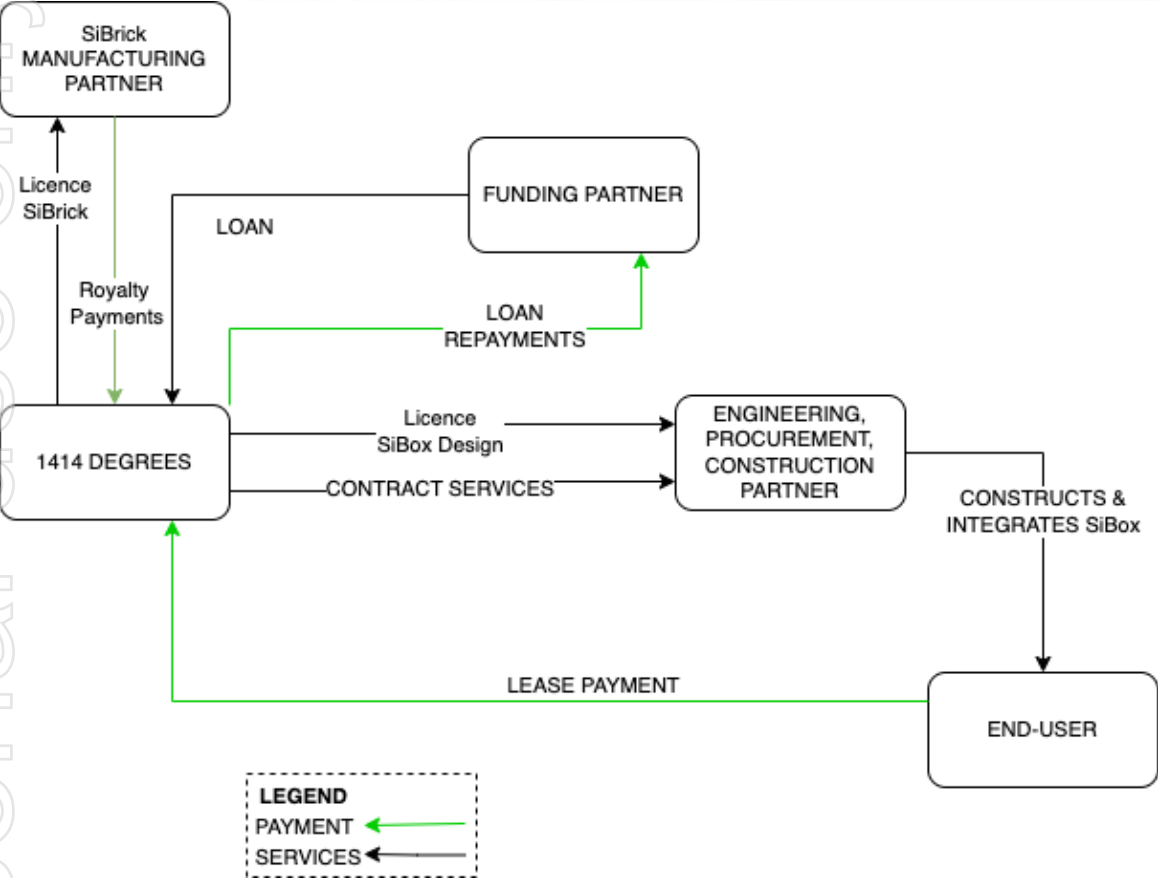 SiBrick
MANUFACTURING
PARTNER
Licence
SiBrick
Royalty
Payments
FUNDING PARTNER
LOAN
LOAN
REPAYMENTS
1414 DEGREES
Licence
SiBox Design
CONTRACT SERVICES
ENGINEERING,
PROCUREMENT,
CONSTRUCTION
PARTNER
CONSTRUCTS &
INTEGRATES SiBox
LEASE PAYMENT
END-USER
LEGEND
PAYMENT
SERVICES